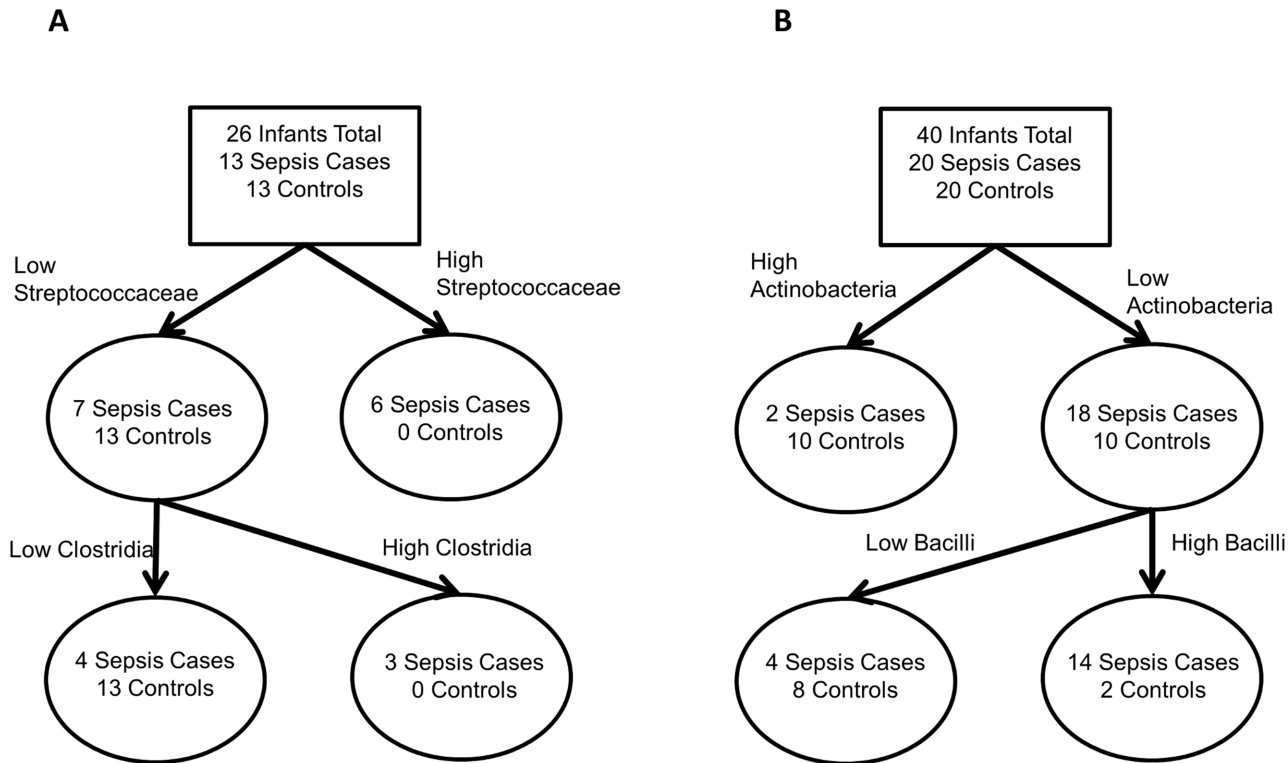 A
26 Infants Total
13 Sepsis Cases
13 Controls
Low
Streptococcaceae
High
Streptococcaceae
7 Sepsis Cases
13 Controls
6 Sepsis Cases
0 Controls
Low Clostridia
High Clostridia
4 Sepsis Cases
13 Controls
3 Sepsis Cases
0 Controls
B
40 Infants Total
20 Sepsis Cases
20 Controls
High
Actinobacteria
Low
Actinobacteria
2 Sepsis Cases
10 Controls
18 Sepsis Cases
10 Controls
Low Bacilli
High Bacilli
4 Sepsis Cases
8 Controls
14 Sepsis Cases
2 Controls